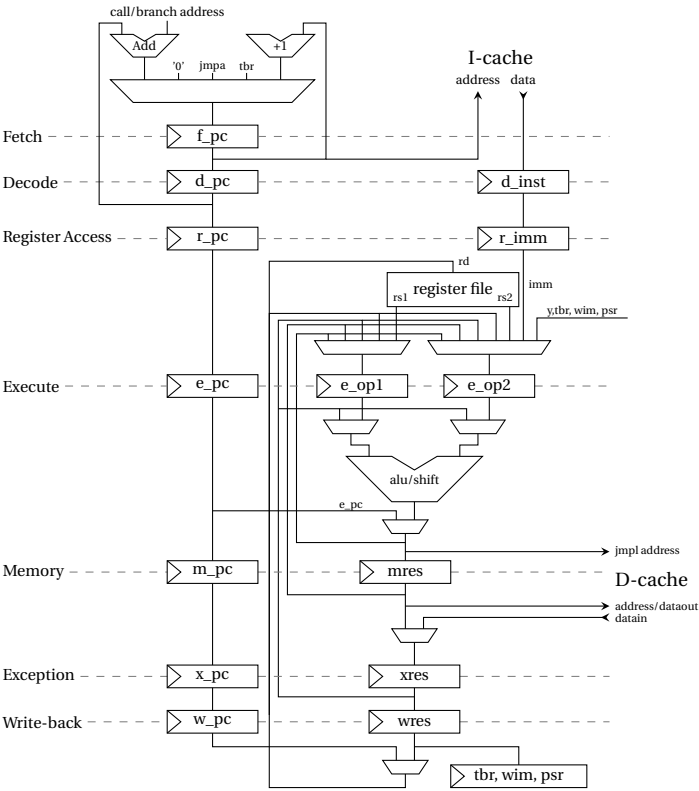 call/branch address
Add
+1
'0'
jmpa
tbr
I-cache
address
data
Fetch
f_pc
Decode
d_pc
d_inst
Register Access
r_pc
r_imm
rd
register file
rs1
rs2
imm
y,tbr, wim, psr
Execute
e_pc
e_op1
e_op2
alu/shift
e_pc
jmpl address
Memory
m_pc
mres
D-cache
address/dataout
datain
Exception
x_pc
xres
Write-back
w_pc
wres
tbr, wim, psr